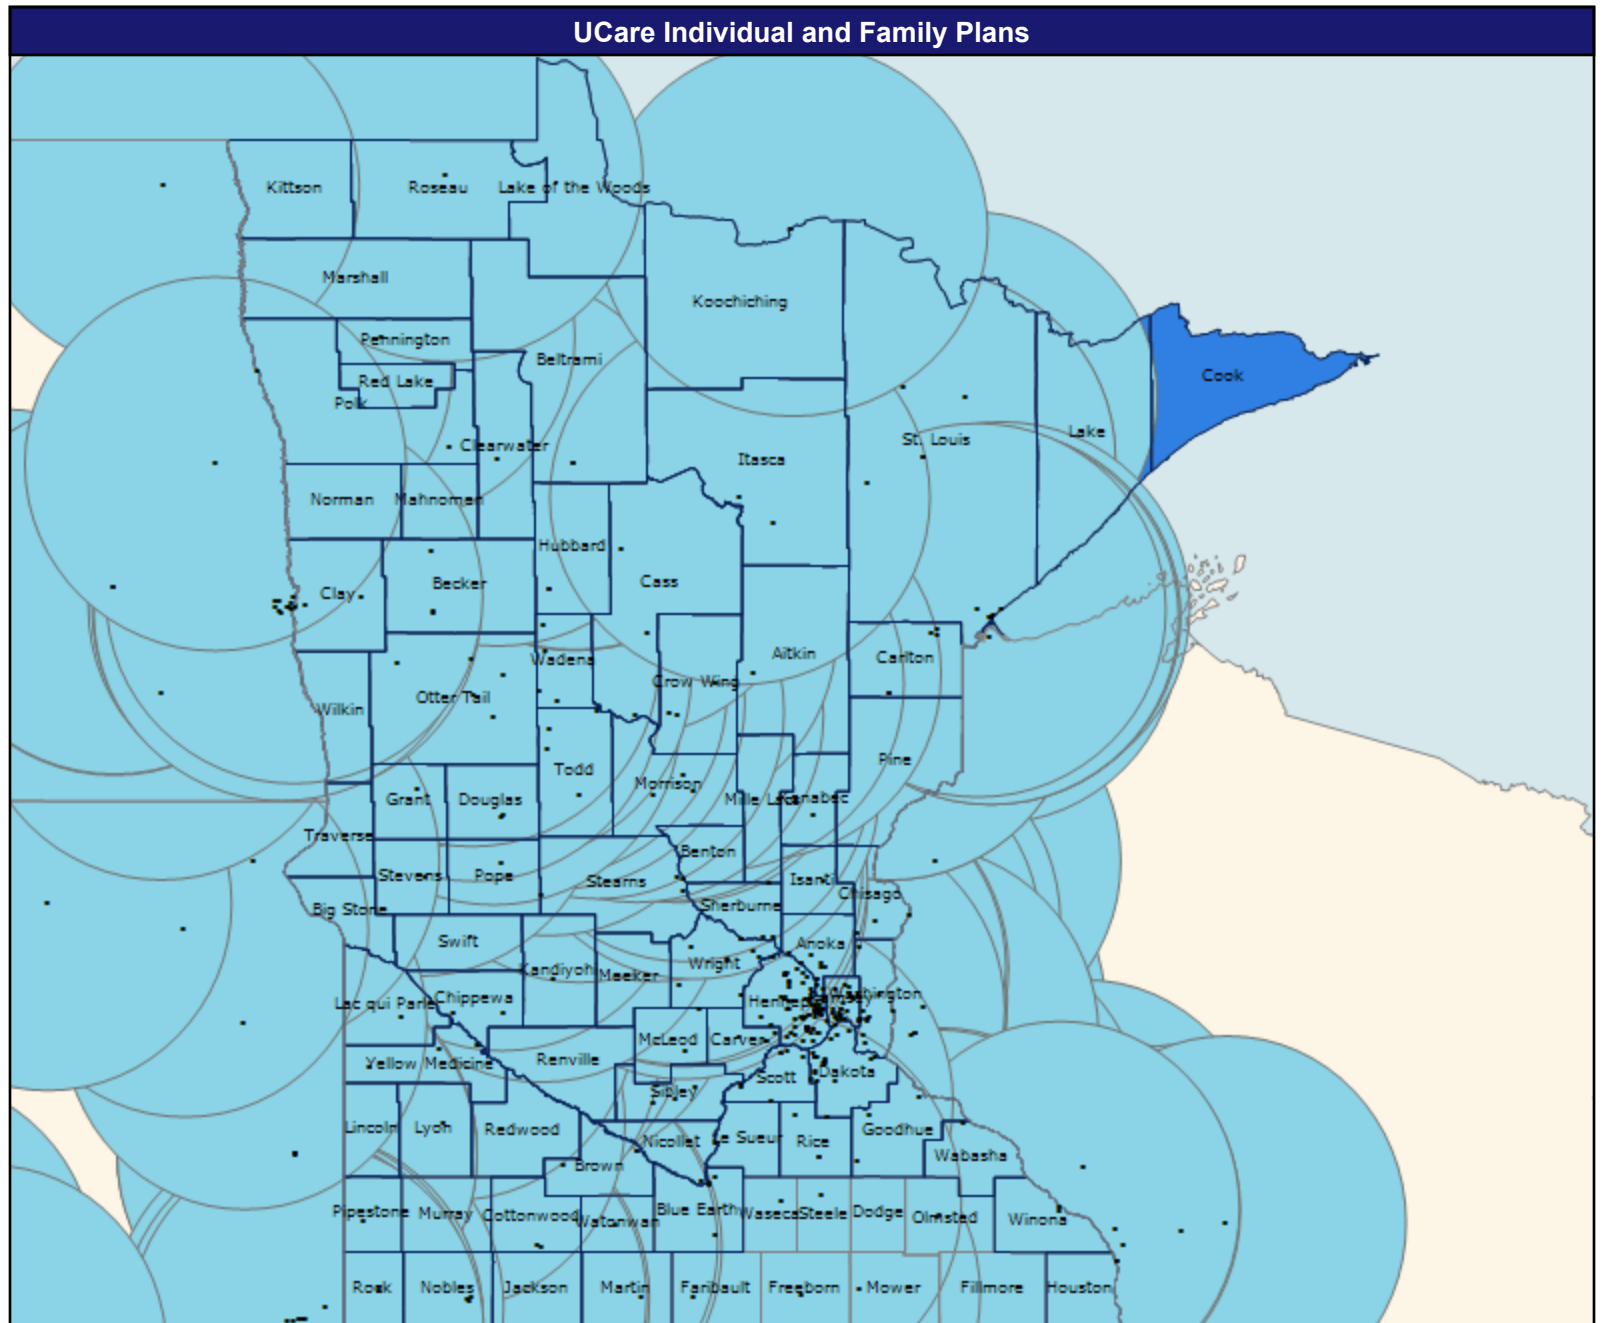 UCare Individual and Family Plans
Kittson
Roseau
Lake of the Woods
Marshall
Koochiching
Pennington
Beltrami
Cook
Red Lake
Polk
Lake
St. Louis
Clearwater
Itasca
Norman
Mahnomen
Hubbard
Cass
Becker
Clay
Aitkin
Carlton
Wadena
Crow Wing
Otter Tail
Wilkin
Pine
Todd
Morrison
Grant
Douglas
Mille Lacs
Kanabec
Traverse
Benton
Stevens
Pope
Stearns
Isanti
Chisago
Sherburne
Big Stone
Swift
Anoka
Wright
Kandiyohi
Meeker
Washington
Lac qui Parle
Chippewa
Hennepin
McLeod
Carver
Renville
Yellow Medicine
Scott
Dakota
Sibley
Lincoln
Lyon
Redwood
Goodhue
Nicollet
Le Sueur
Rice
Wabasha
Brown
Pipestone
Murray
Cottonwood
Watonwan
Blue Earth
Waseca
Steele
Dodge
Olmsted
Winona
Rock
Nobles
Jackson
Martin
Faribault
Freeborn
Mower
Fillmore
Houston